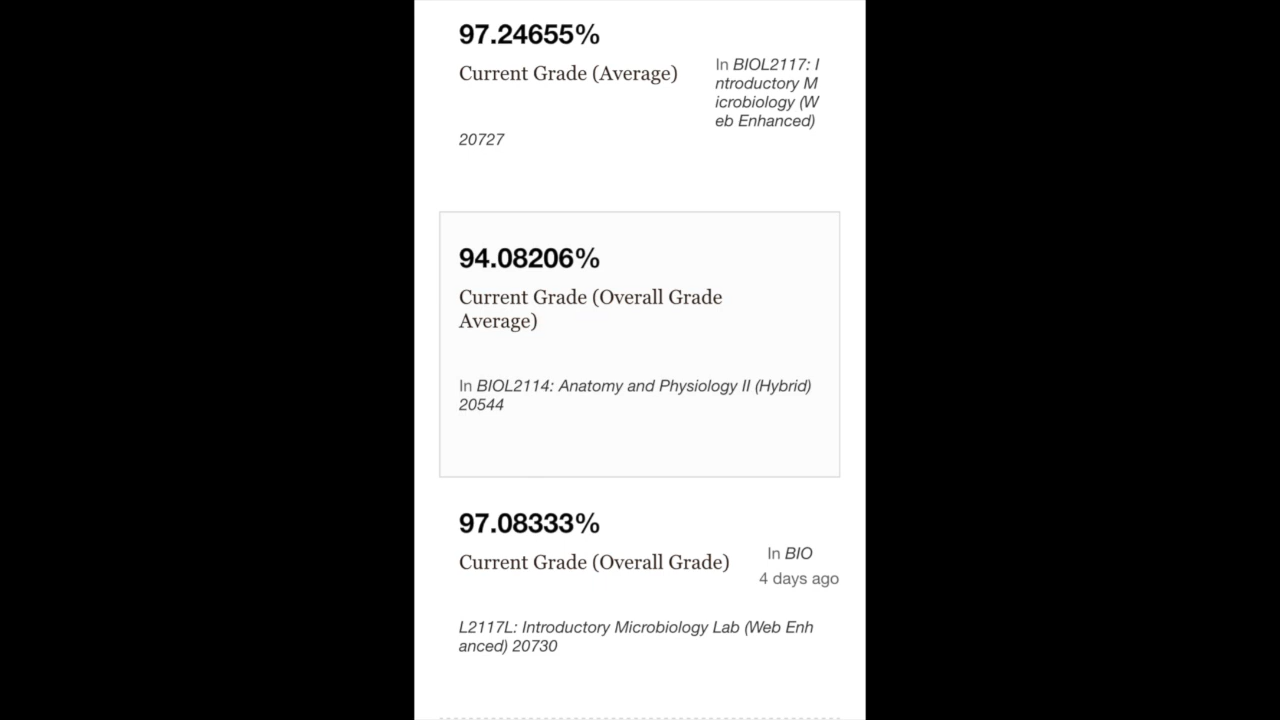 97.24655%
Current Grade (Average)
In BIOL2117: I
ntroductory M
icrobiology (W
eb Enhanced)
20727
94.08206%
Current Grade (Overall Grade
Average)
In BIOL2114: Anatomy and Physiology II (Hybrid)
20544
97.08333%
Current Grade (Overall Grade)
In BIO
4 days ago
L2117L: Introductory Microbiology Lab (Web Enh
anced) 20730